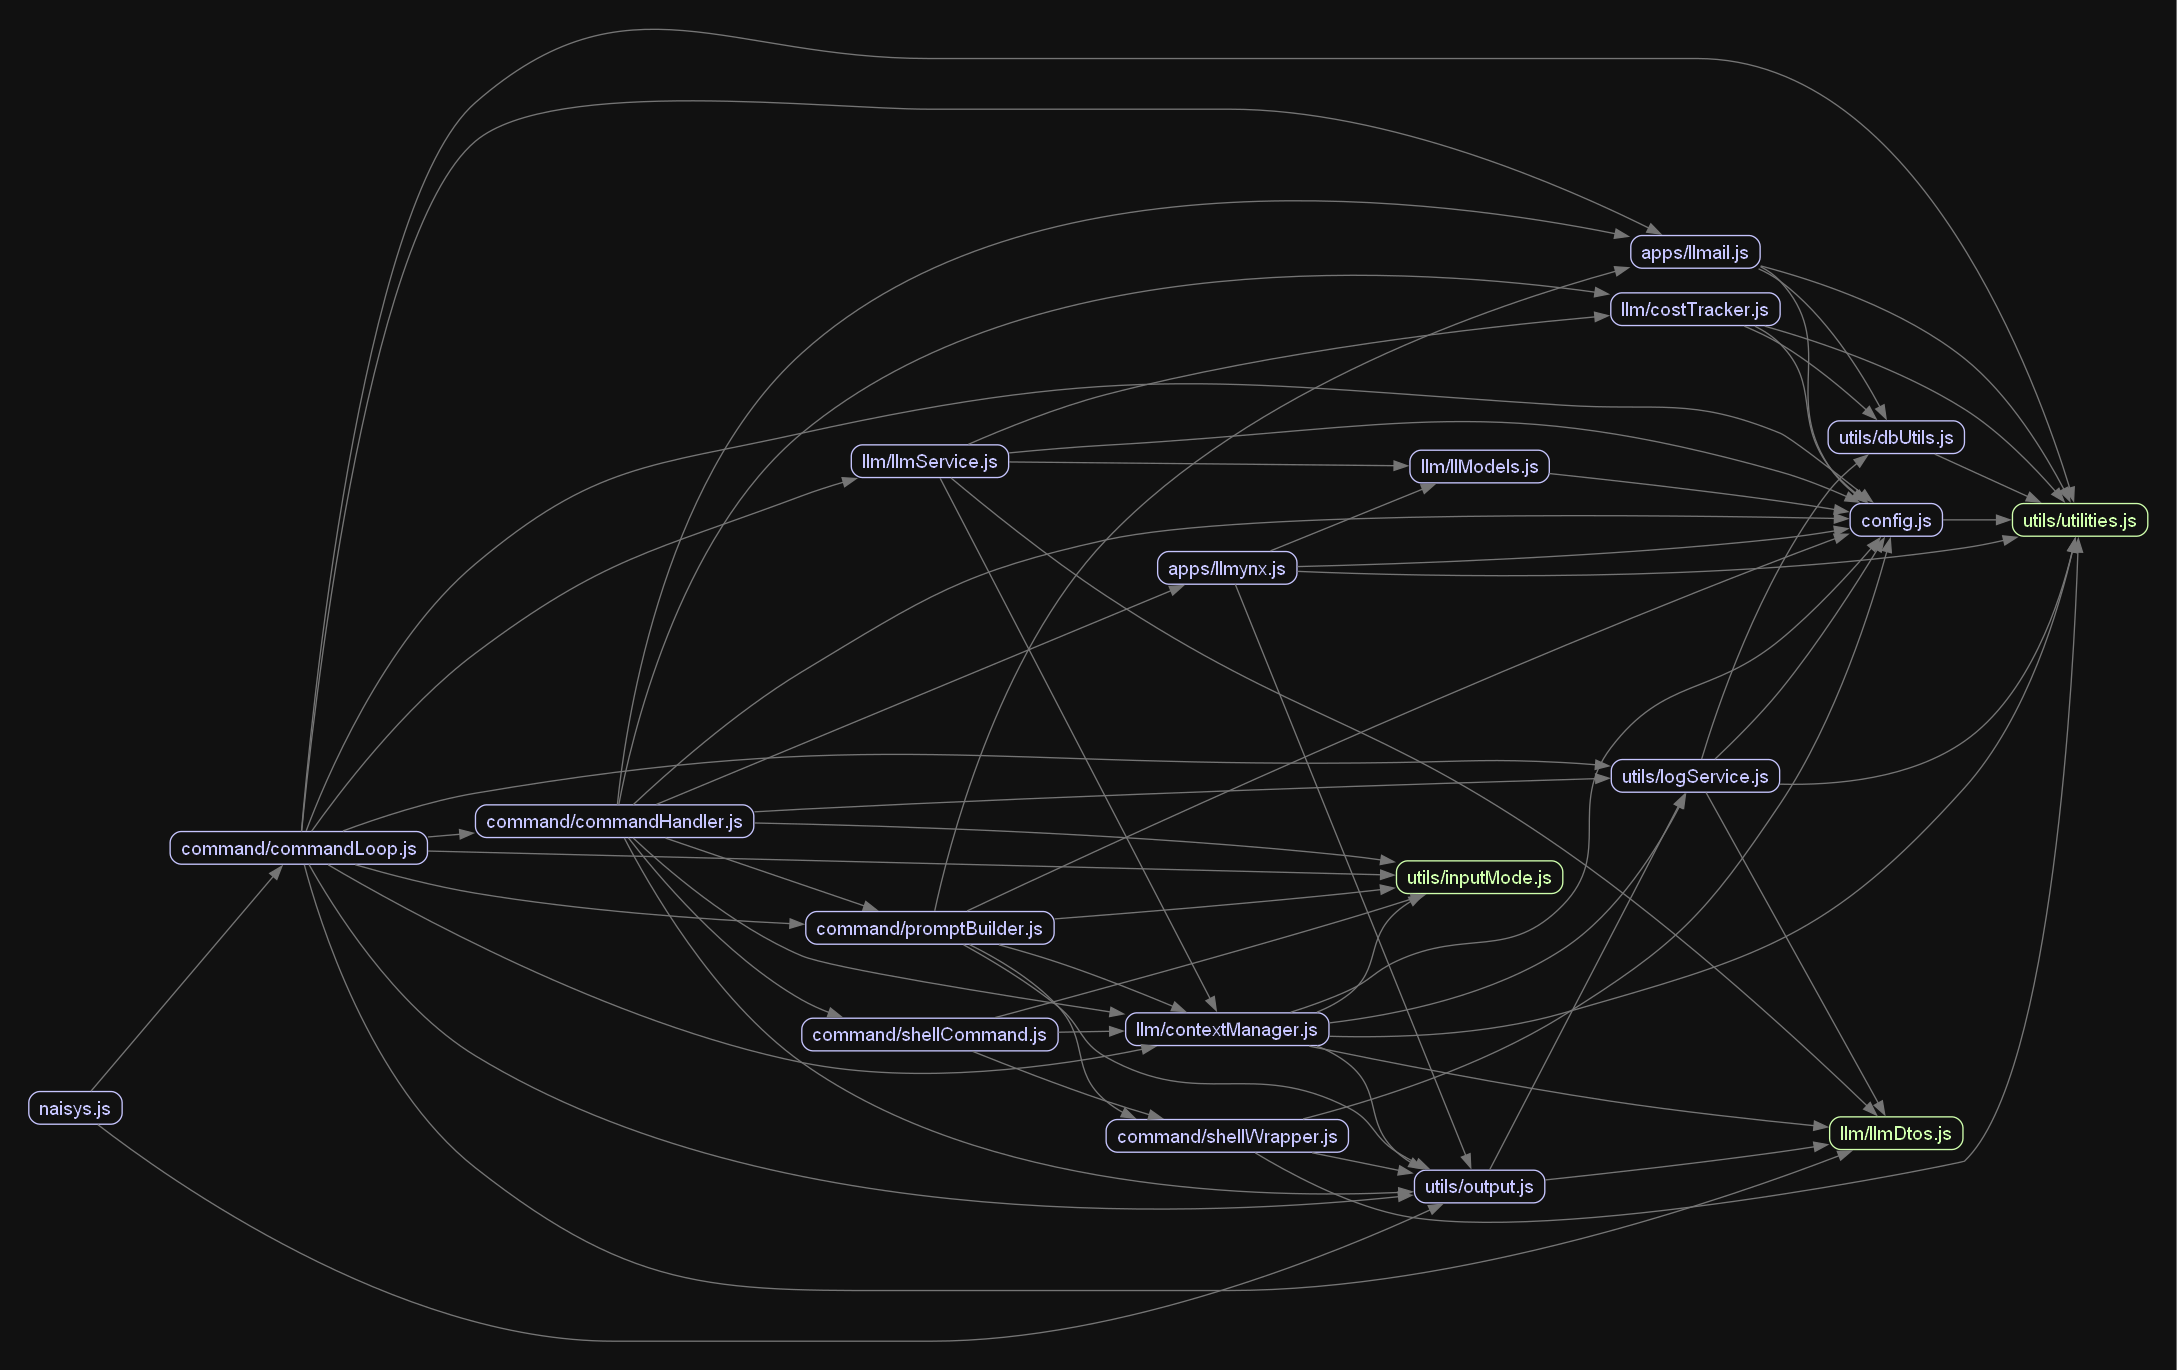 apps/llmail.js
llm/costTracker.js
utils/dbUtils.js
llm/llmService.js
llm/llModels.js
config.js
utils/utilities.js
apps/llmynx.js
utils/logService.js
command/commandHandler.js
command/commandLoop.js
utils/inputMode.js
command/promptBuilder.js
command/shellCommand.js
llm/contextManager.js
naisys.js
command/shellWrapper.js
llm/llmDtos.js
utils/output.js